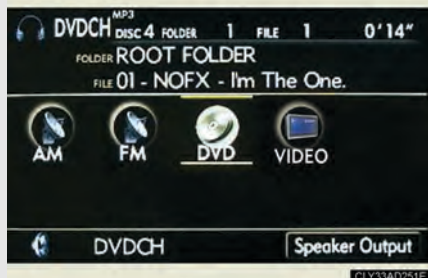 MP3
DVDCH DISC 4 FOLDER 1 FILE 1 0'14"
FOLDER ROOT FOLDER
FILE 01 - NOFX - I'm The One.
AM FM DVD VIDEO
DVDCH Speaker Output
CLY33AD251E